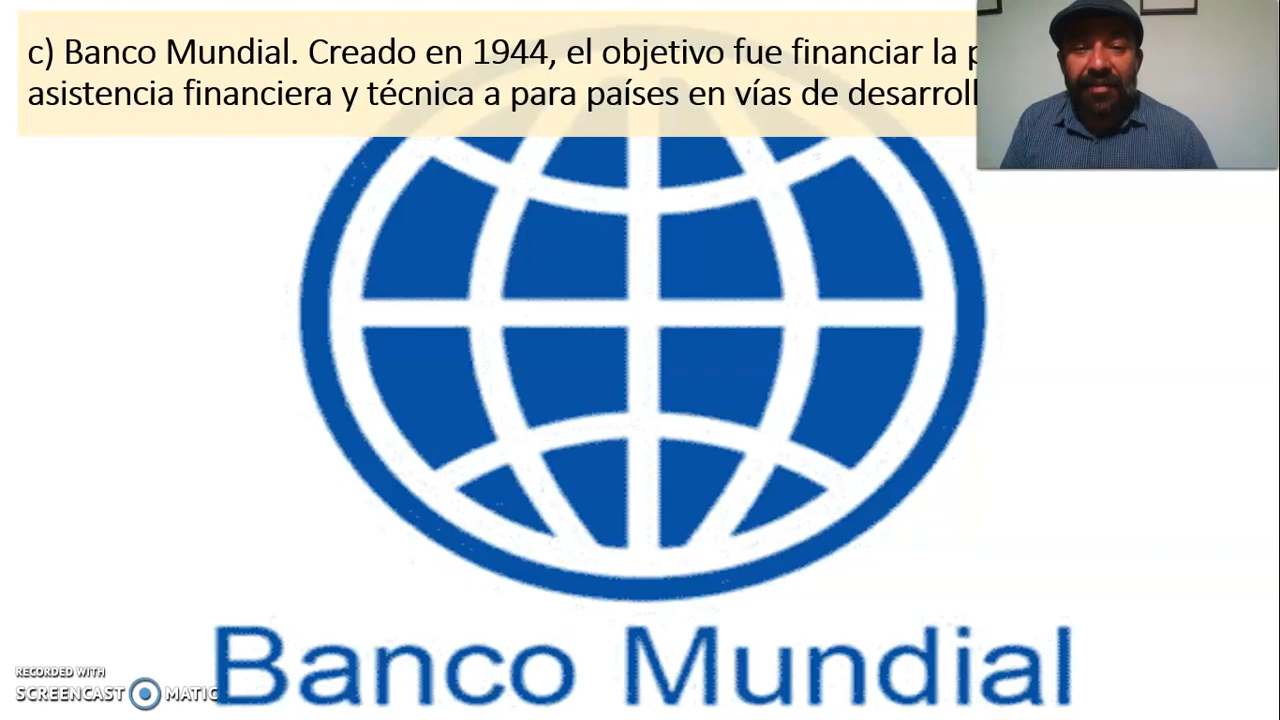 c) Banco Mundial. Creado en 1944, el objetivo fue financiar la
asistencia financiera y técnica a para países en vías de
Banco Mundial
RECORDED WITH
SCREENCAST MATIC